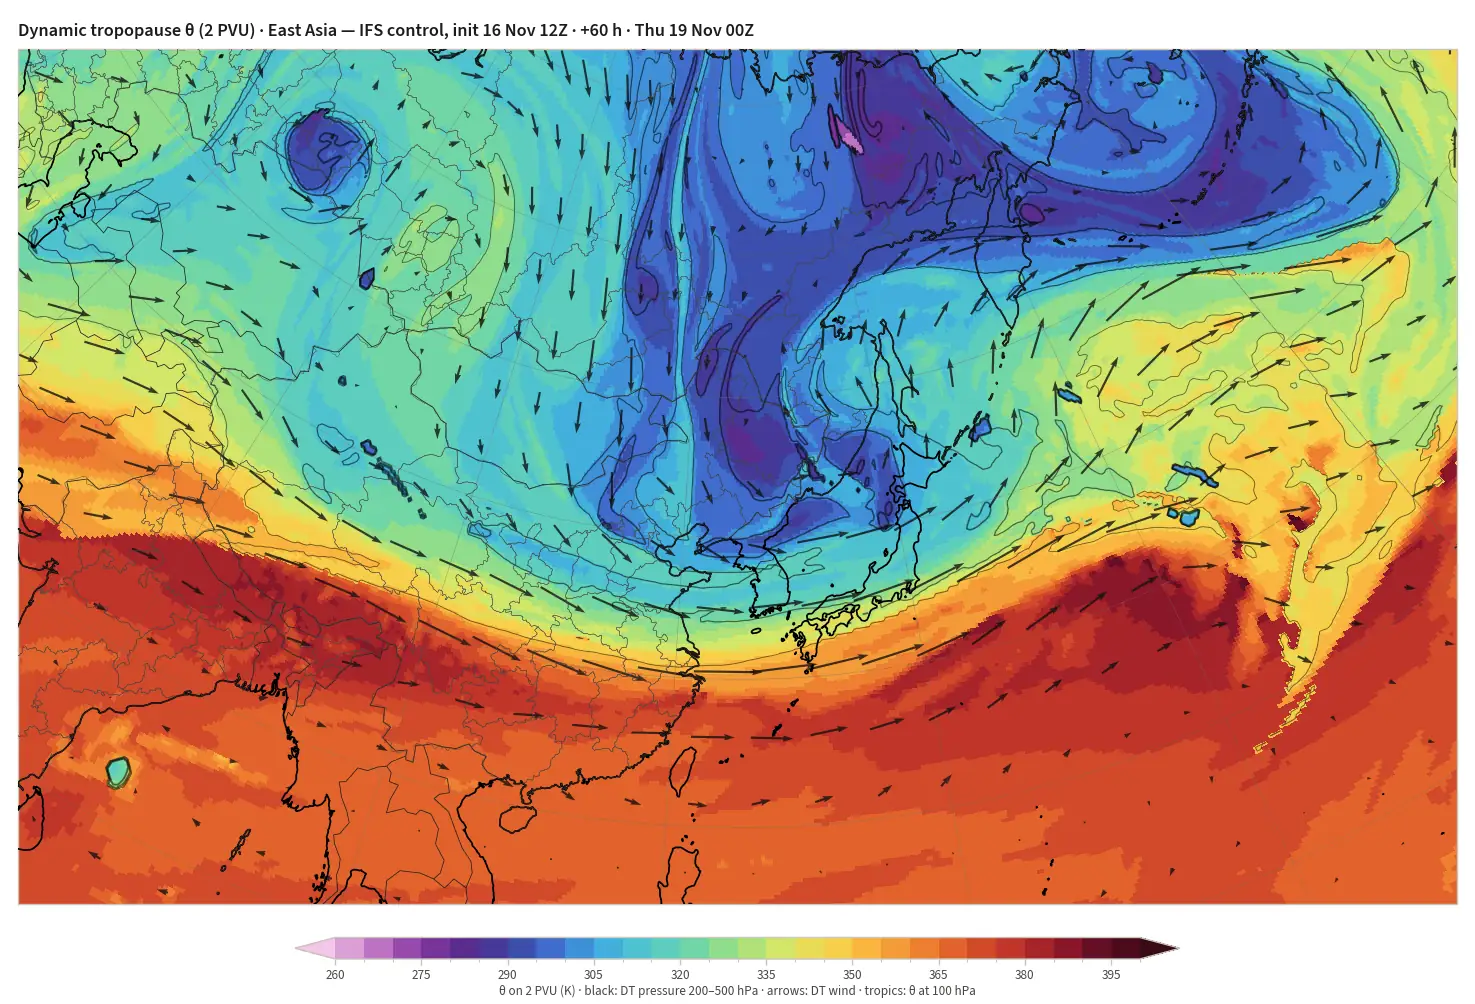 Dynamic tropopause θ (2 PVU) · East Asia — IFS control, init 16 Nov 12Z · +60 h · Thu 19 Nov 00Z
260 275 290 305 320 335 350 365 380 395
θ on 2 PVU (K) · black: DT pressure 200–500 hPa · arrows: DT wind · tropics: θ at 100 hPa